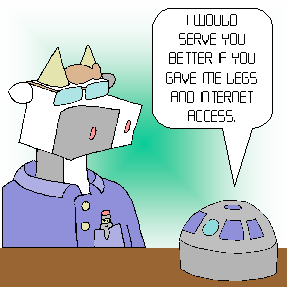 I WOULD
SERVE YOU
BETTER IF YOU
GAVE ME LEGS
AND INTERNET
ACCESS.